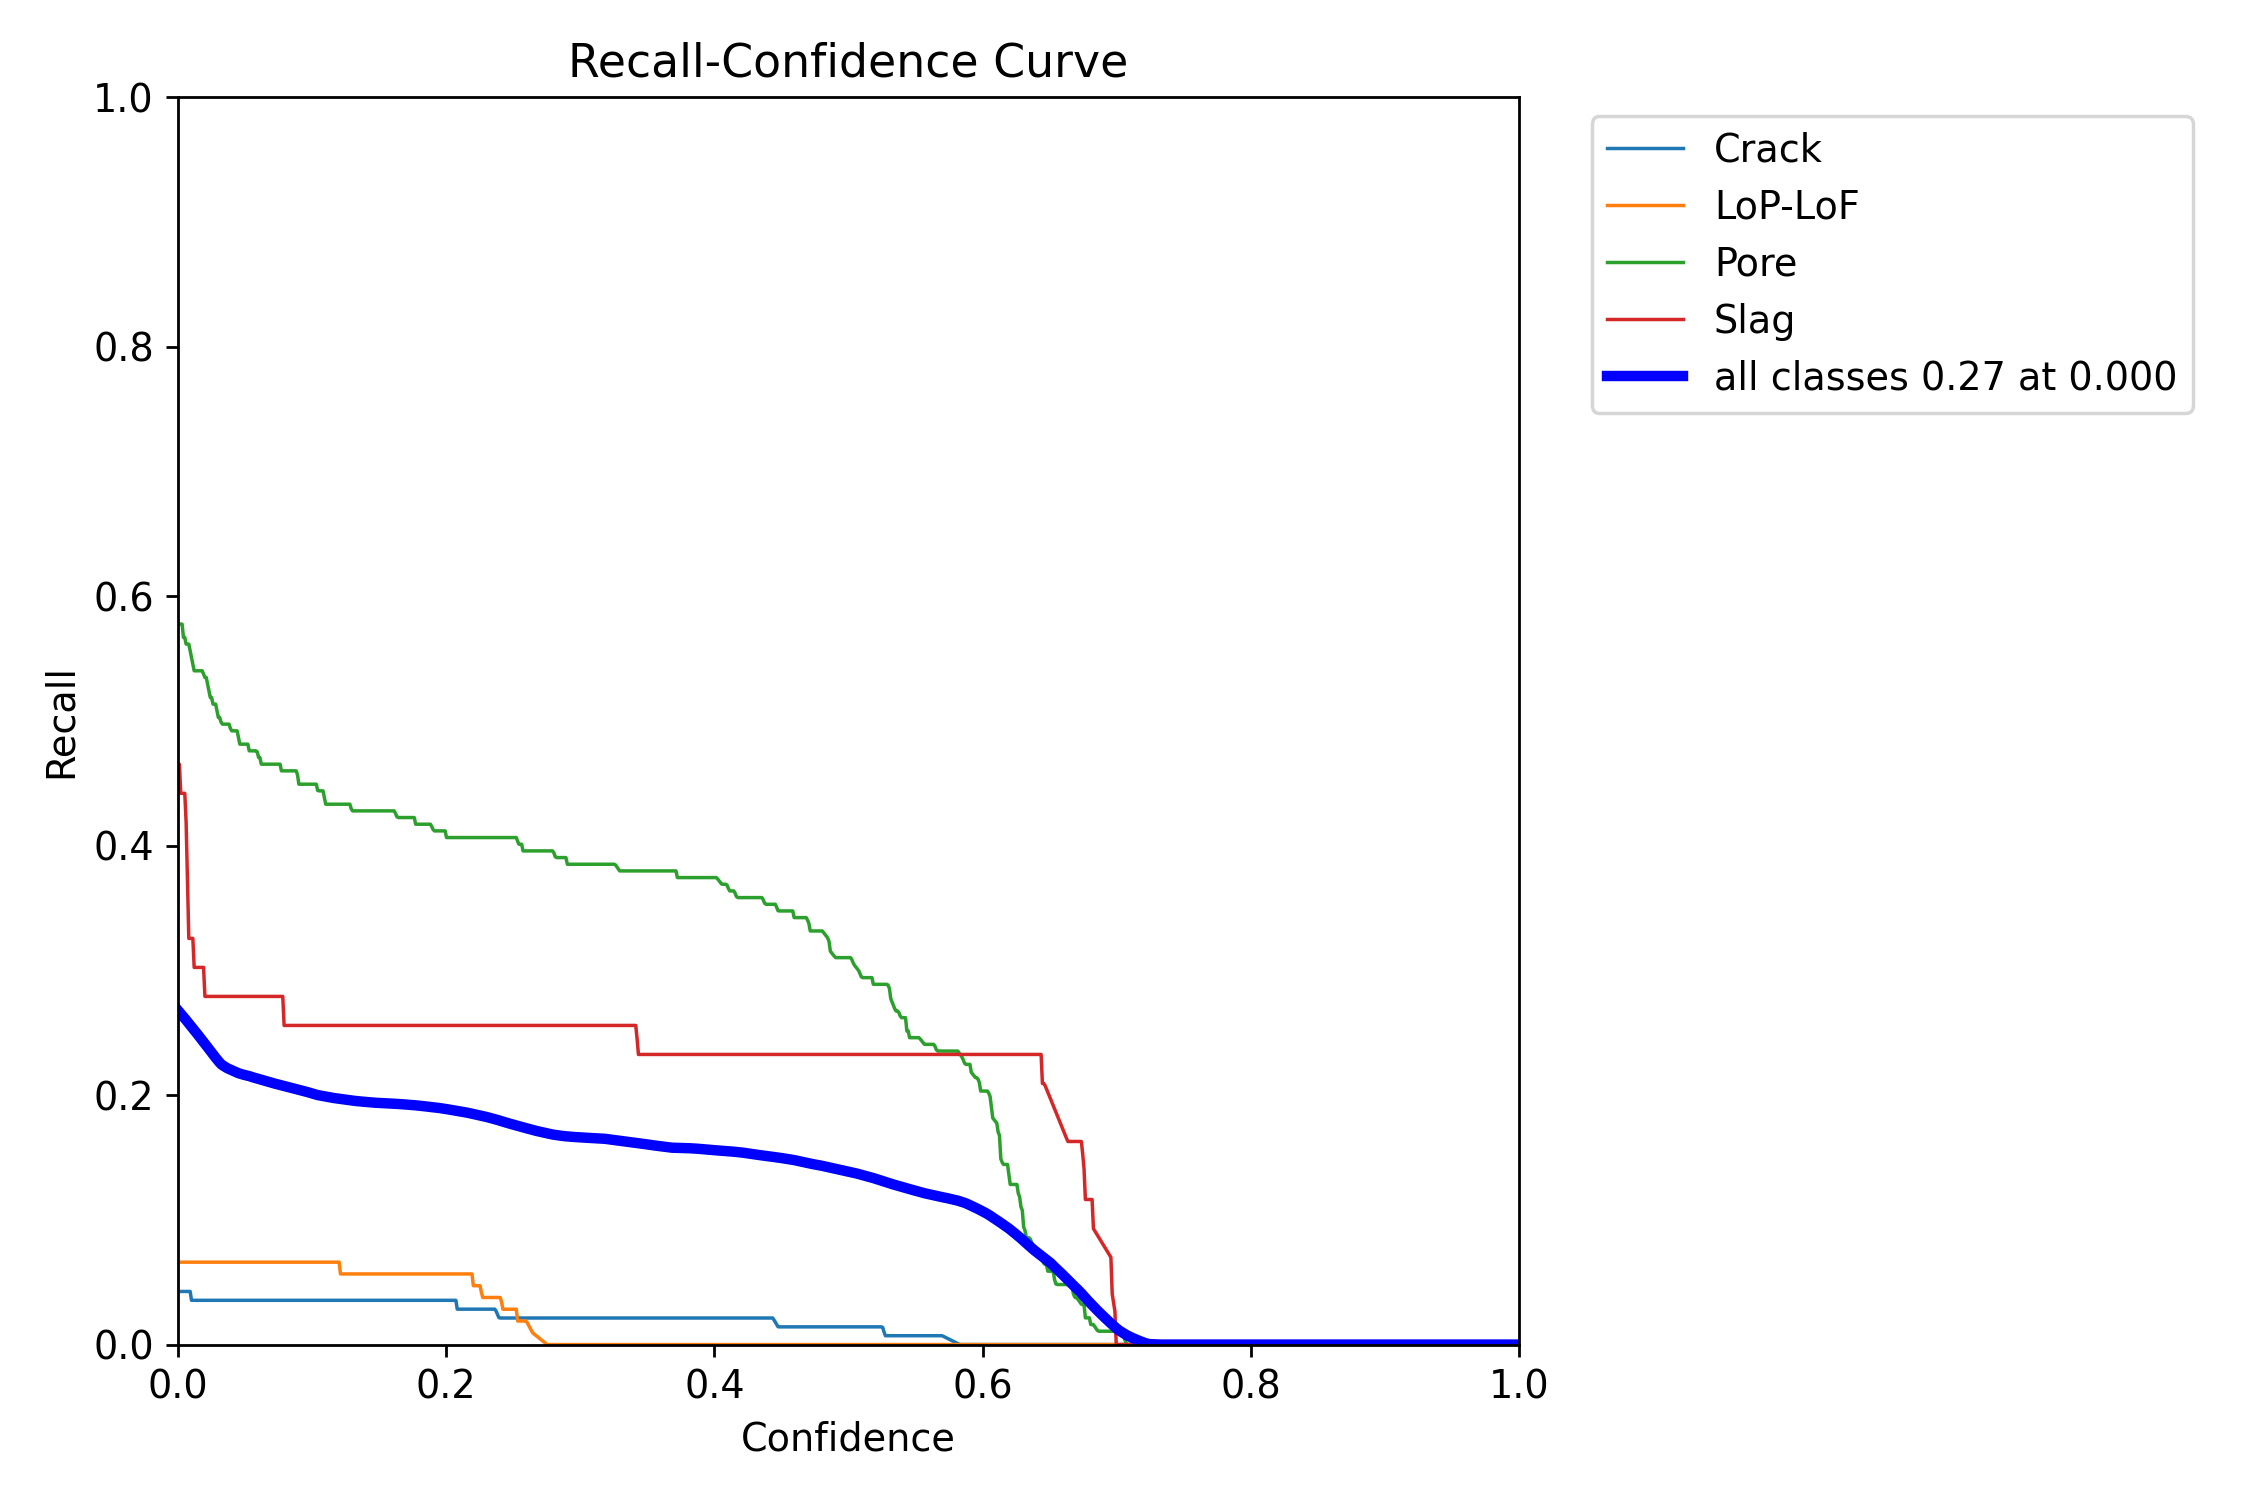 Recall-Confidence Curve
1.0
0.8
0.6
0.4
0.2
0.0
Recall
0.0 0.2 0.4 0.6 0.8 1.0
Confidence
Crack
LoP-LoF
Pore
Slag
all classes 0.27 at 0.000